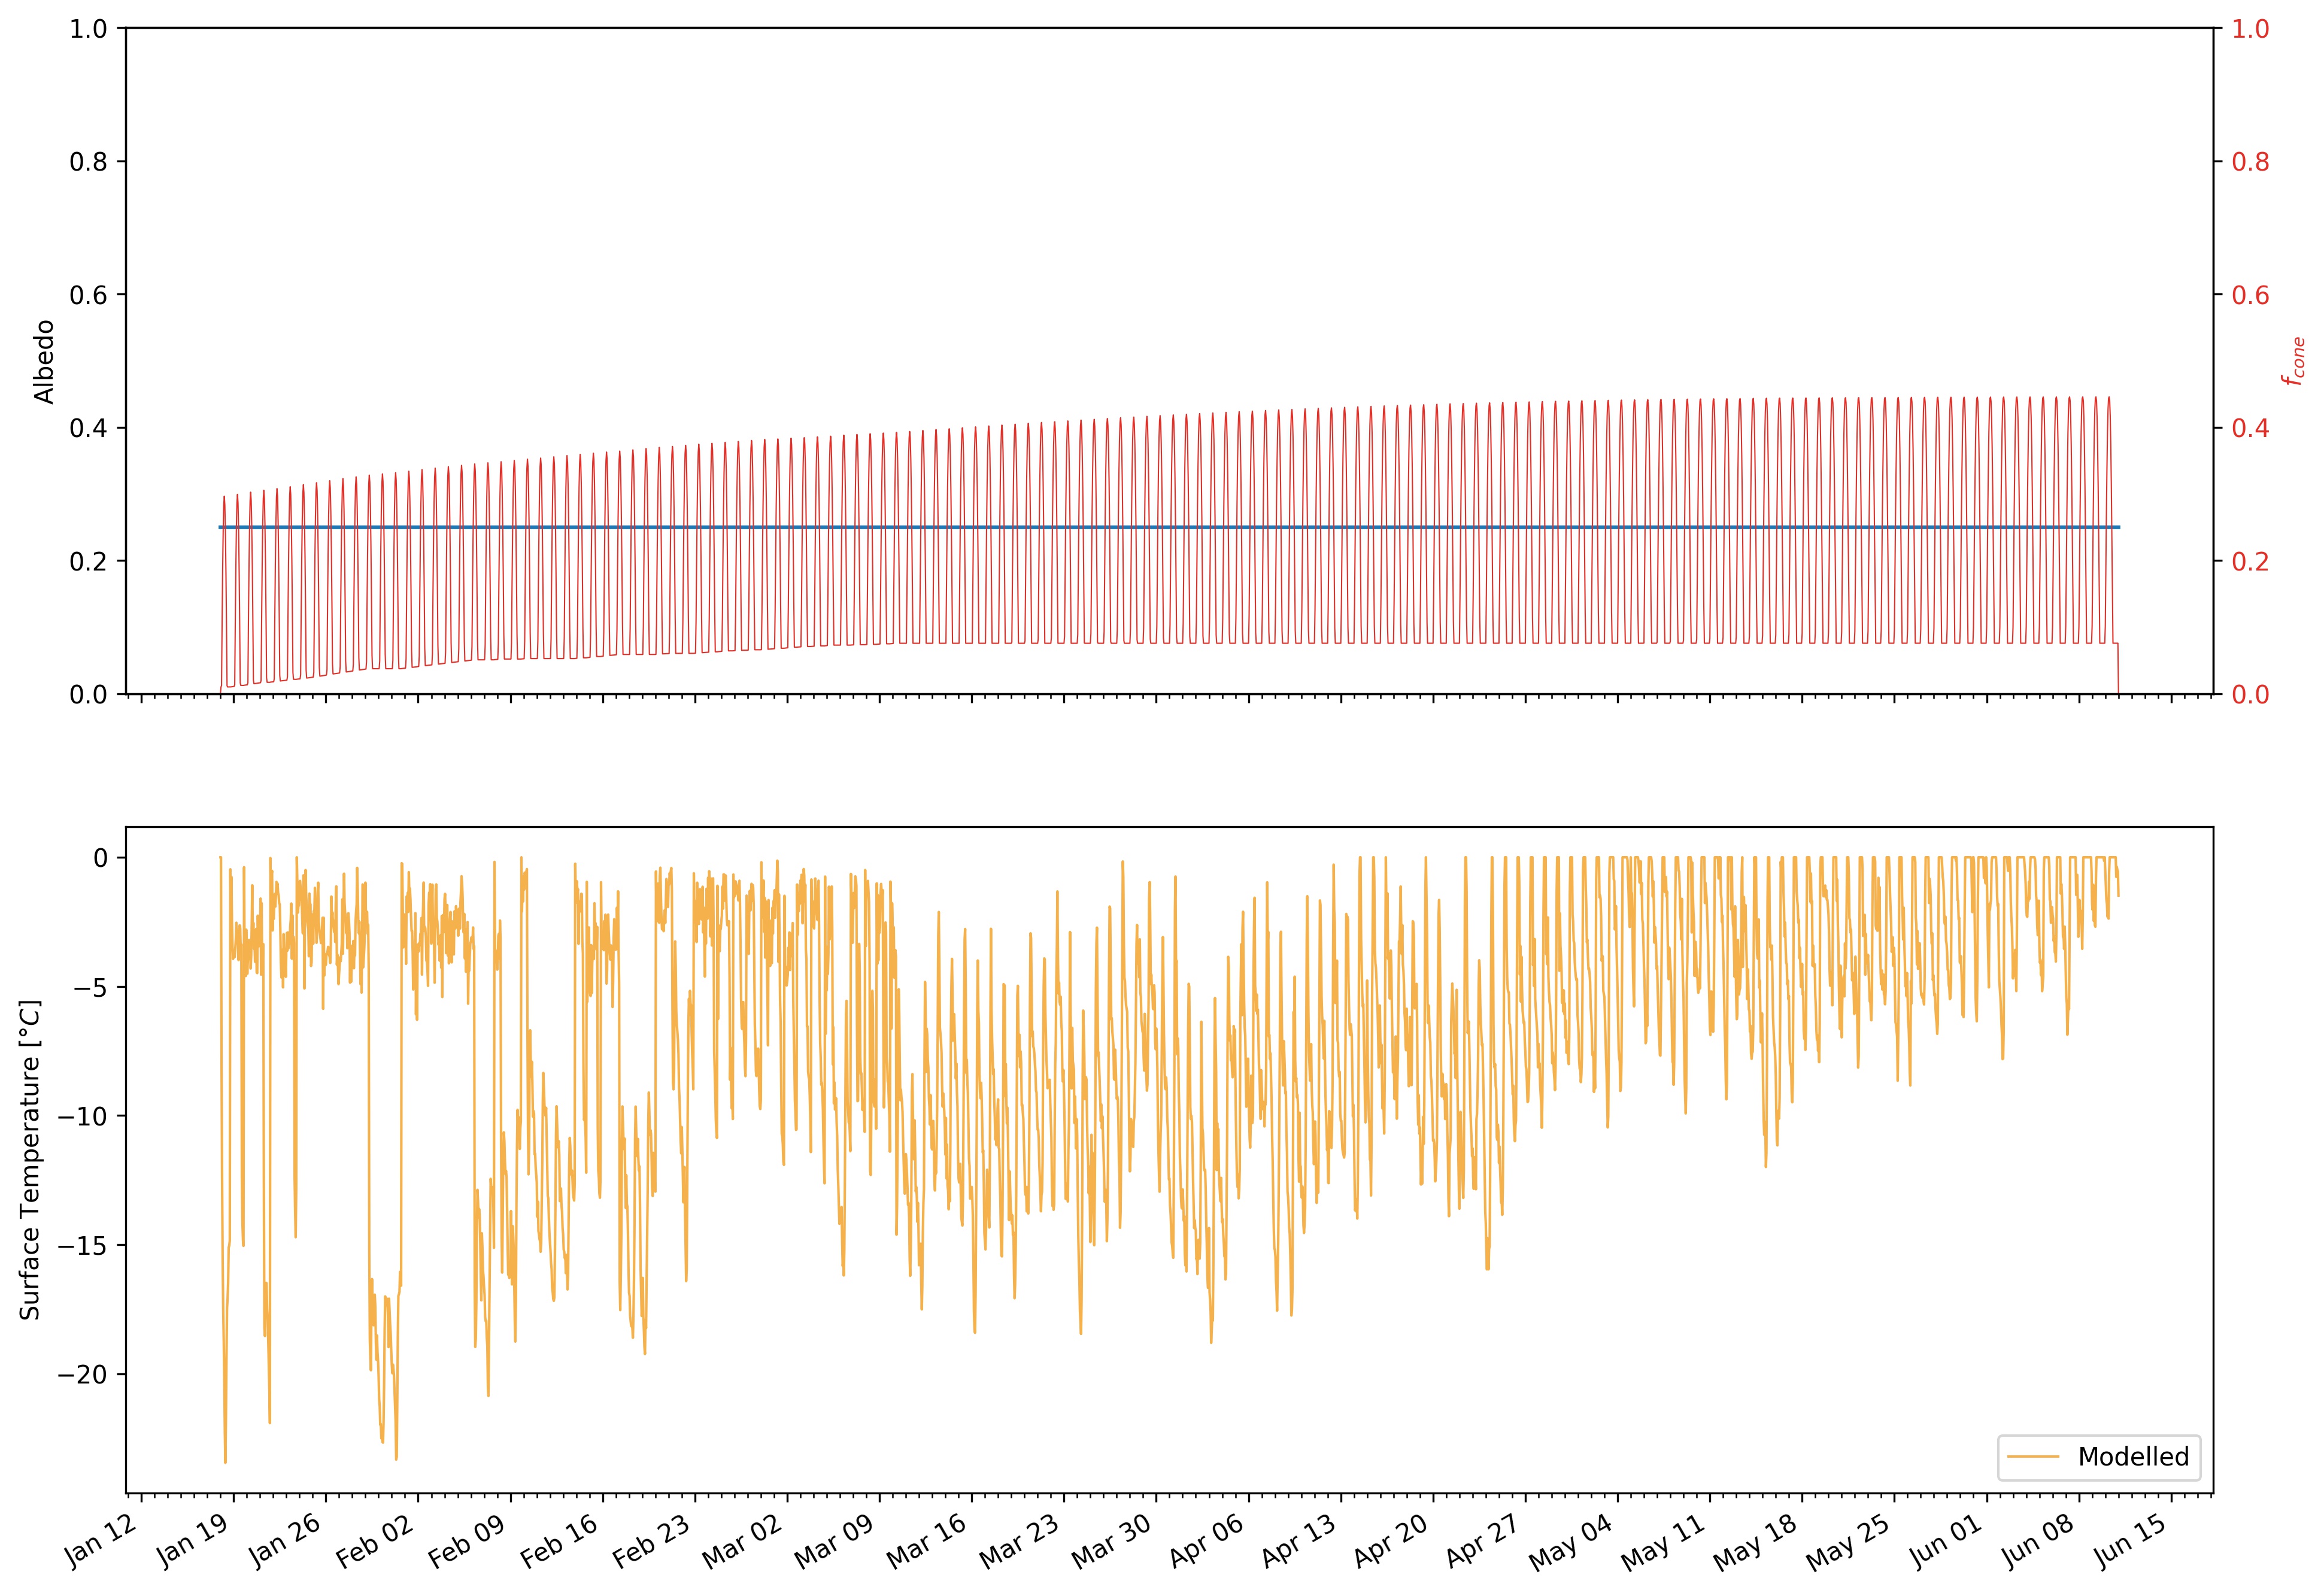 1.0
0.8
0.6
0.4
0.2
0.0
Albedo
1.0
0.8
0.6
0.4
0.2
0.0
f_cone
0
−5
−10
−15
−20
Surface Temperature [°C]
Modelled
Jan 12
Jan 19
Jan 26
Feb 02
Feb 09
Feb 16
Feb 23
Mar 02
Mar 09
Mar 16
Mar 23
Mar 30
Apr 06
Apr 13
Apr 20
Apr 27
May 04
May 11
May 18
May 25
Jun 01
Jun 08
Jun 15